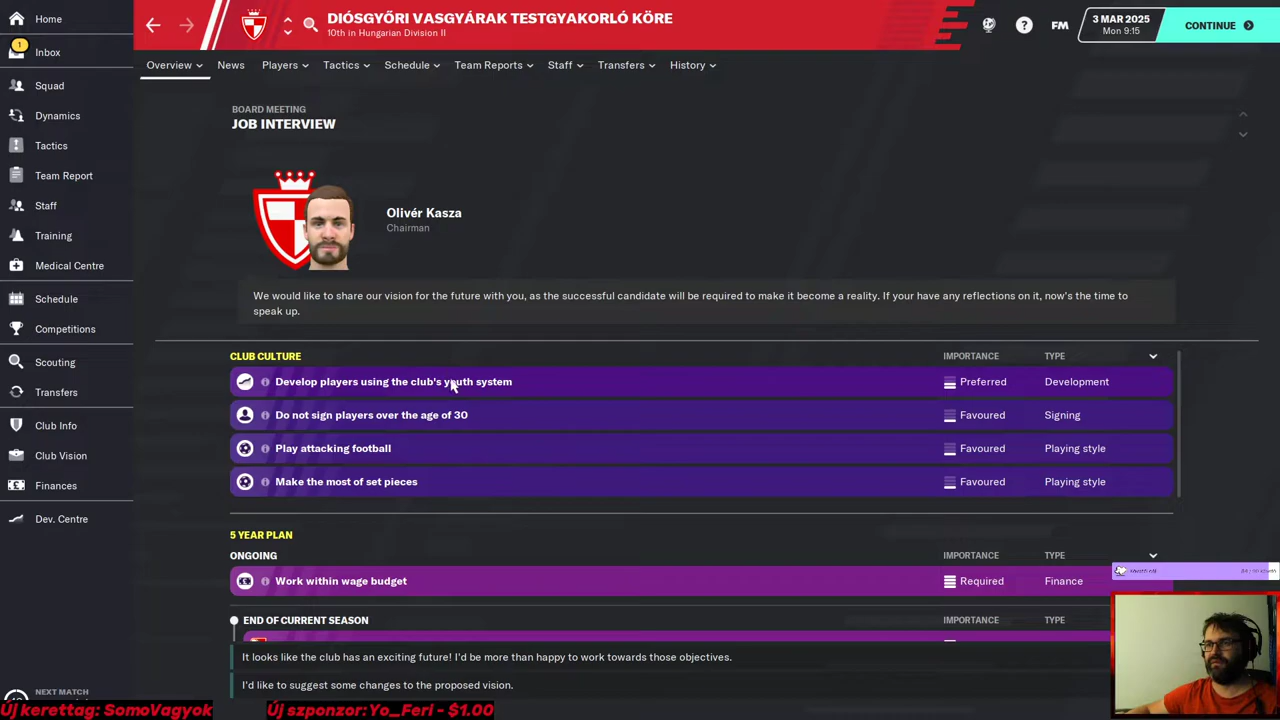 Home
DIÓSGYŐRI VASGYÁRAK TESTGYAKORLÓ KÖRE
10th in Hungarian Division II
FM
3 MAR 2025
Mon 9:15
CONTINUE
1
Inbox
Overview
News
Players
Tactics
Schedule
Team Reports
Staff
Transfers
History
Squad
Dynamics
Tactics
Team Report
Staff
Training
Medical Centre
Schedule
Competitions
Scouting
Transfers
Club Info
Club Vision
Finances
Dev. Centre
NEXT MATCH
BOARD MEETING
JOB INTERVIEW
Olivér Kasza
Chairman
We would like to share our vision for the future with you, as the successful candidate will be required to make it become a reality. If your have any reflections on it, now's the time to
speak up.
CLUB CULTURE IMPORTANCE TYPE
Develop players using the club's youth system Preferred Development
Do not sign players over the age of 30 Favoured Signing
Play attacking football Favoured Playing style
Make the most of set pieces Favoured Playing style
5 YEAR PLAN
ONGOING IMPORTANCE TYPE
Work within wage budget Required Finance
END OF CURRENT SEASON IMPORTANCE TYPE
It looks like the club has an exciting future! I'd be more than happy to work towards those objectives.
I'd like to suggest some changes to the proposed vision.
Új kerettag: SomoVagyok
Új szponzor: Yo_Feri - $1.00